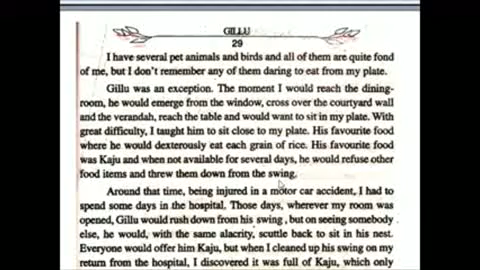 GILLU
29
I have several pet animals and birds and all of them are quite fond
of me, but I don't remember any of them daring to eat from my plate.
Gillu was an exception. The moment I would reach the dining-
room, he would emerge from the window, cross over the courtyard wall
and the verandah, reach the table and would want to sit in my plate. With
great difficulty, I taught him to sit close to my plate. His favourite food
where he would dexterously eat each grain of rice. His favourite food
was Kaju and when not available for several days, he would refuse other
food items and threw them down from the swing.
Around that time, being injured in a motor car accident, I had to
spend some days in the hospital. Those days, wherever my room was
opened, Gillu would rush down from his swing, but on seeing somebody
else, he would, with the same alacrity, scuttle back to sit in his nest.
Everyone would offer him Kaju, but when I cleaned up his swing on my
return from the hospital, I discovered it was full of Kaju, which only